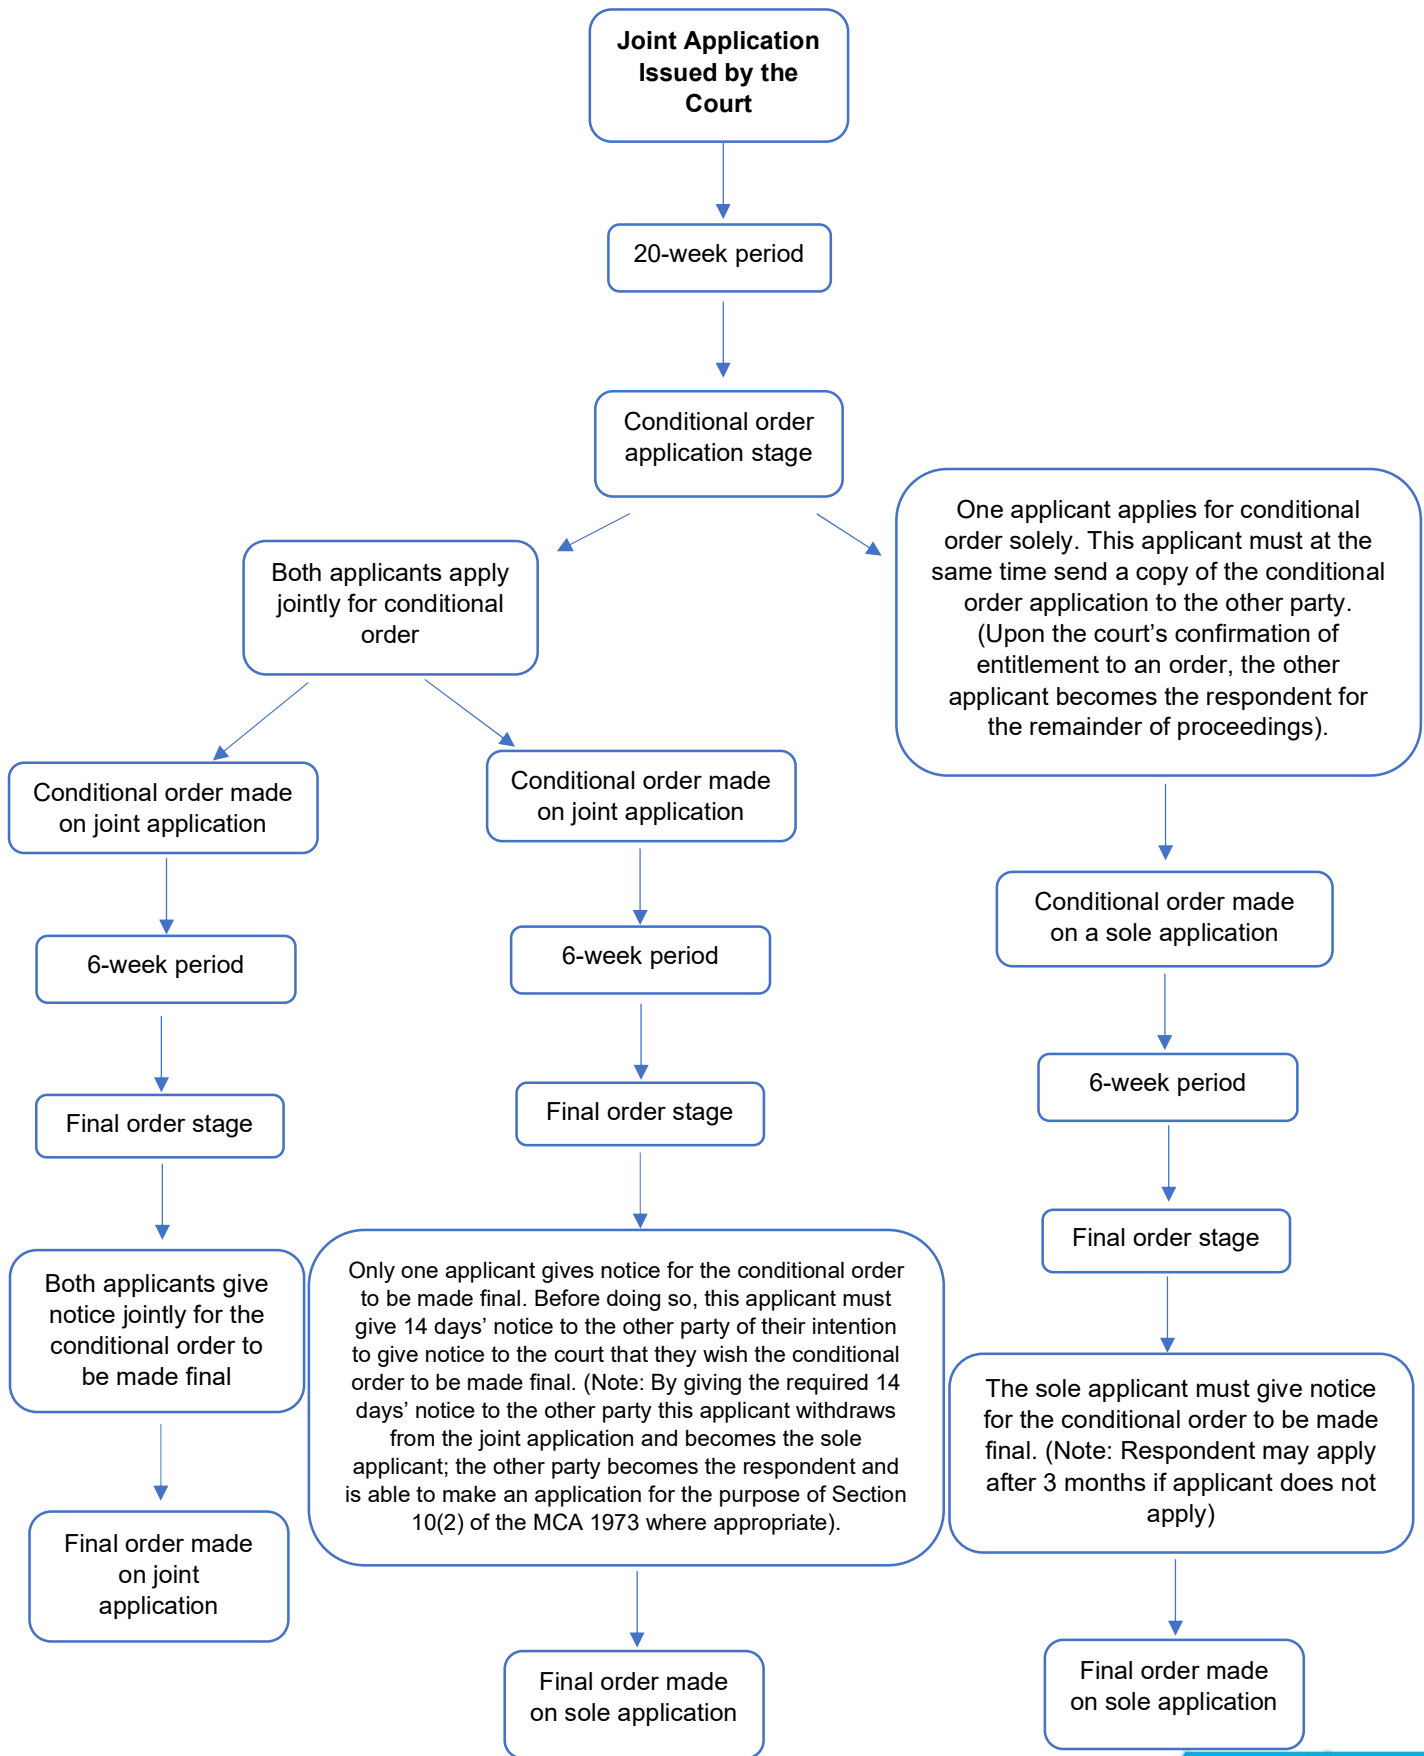 Joint Application
Issued by the
Court
20-week period
Conditional order
application stage
Both applicants apply
jointly for conditional
order
One applicant applies for conditional
order solely. This applicant must at the
same time send a copy of the conditional
order application to the other party.
(Upon the court’s confirmation of
entitlement to an order, the other
applicant becomes the respondent for
the remainder of proceedings).
Conditional order made
on joint application
6-week period
Final order stage
Both applicants give
notice jointly for the
conditional order to
be made final
Final order made
on joint
application
Conditional order made
on joint application
6-week period
Final order stage
Only one applicant gives notice for the conditional order
to be made final. Before doing so, this applicant must
give 14 days’ notice to the other party of their intention
to give notice to the court that they wish the conditional
order to be made final. (Note: By giving the required 14
days’ notice to the other party this applicant withdraws
from the joint application and becomes the sole
applicant; the other party becomes the respondent and
is able to make an application for the purpose of Section
10(2) of the MCA 1973 where appropriate).
Final order made
on sole application
Conditional order made
on a sole application
6-week period
Final order stage
The sole applicant must give notice
for the conditional order to be made
final. (Note: Respondent may apply
after 3 months if applicant does not
apply)
Final order made
on sole application